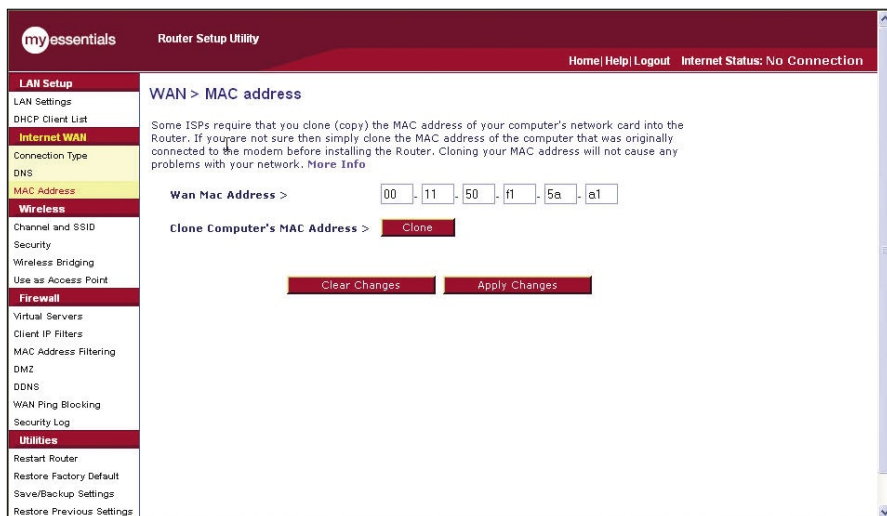 myessentials
Router Setup Utility
Home| Help| Logout Internet Status: No Connection
LAN Setup
LAN Settings
DHCP Client List
Internet WAN
Connection Type
DNS
MAC Address
Wireless
Channel and SSID
Security
Wireless Bridging
Use as Access Point
Firewall
Virtual Servers
Client IP Filters
MAC Address Filtering
DMZ
DDNS
WAN Ping Blocking
Security Log
Utilities
Restart Router
Restore Factory Default
Save/Backup Settings
Restore Previous Settings
WAN > MAC address
Some ISPs require that you clone (copy) the MAC address of your computer's network card into the
Router. If you are not sure then simply clone the MAC address of the computer that was originally
connected to the modem before installing the Router. Cloning your MAC address will not cause any
problems with your network. More Info
Wan Mac Address > 00 - 11 - 50 - f1 - 5a - a1
Clone Computer's MAC Address > Clone
Clear Changes Apply Changes